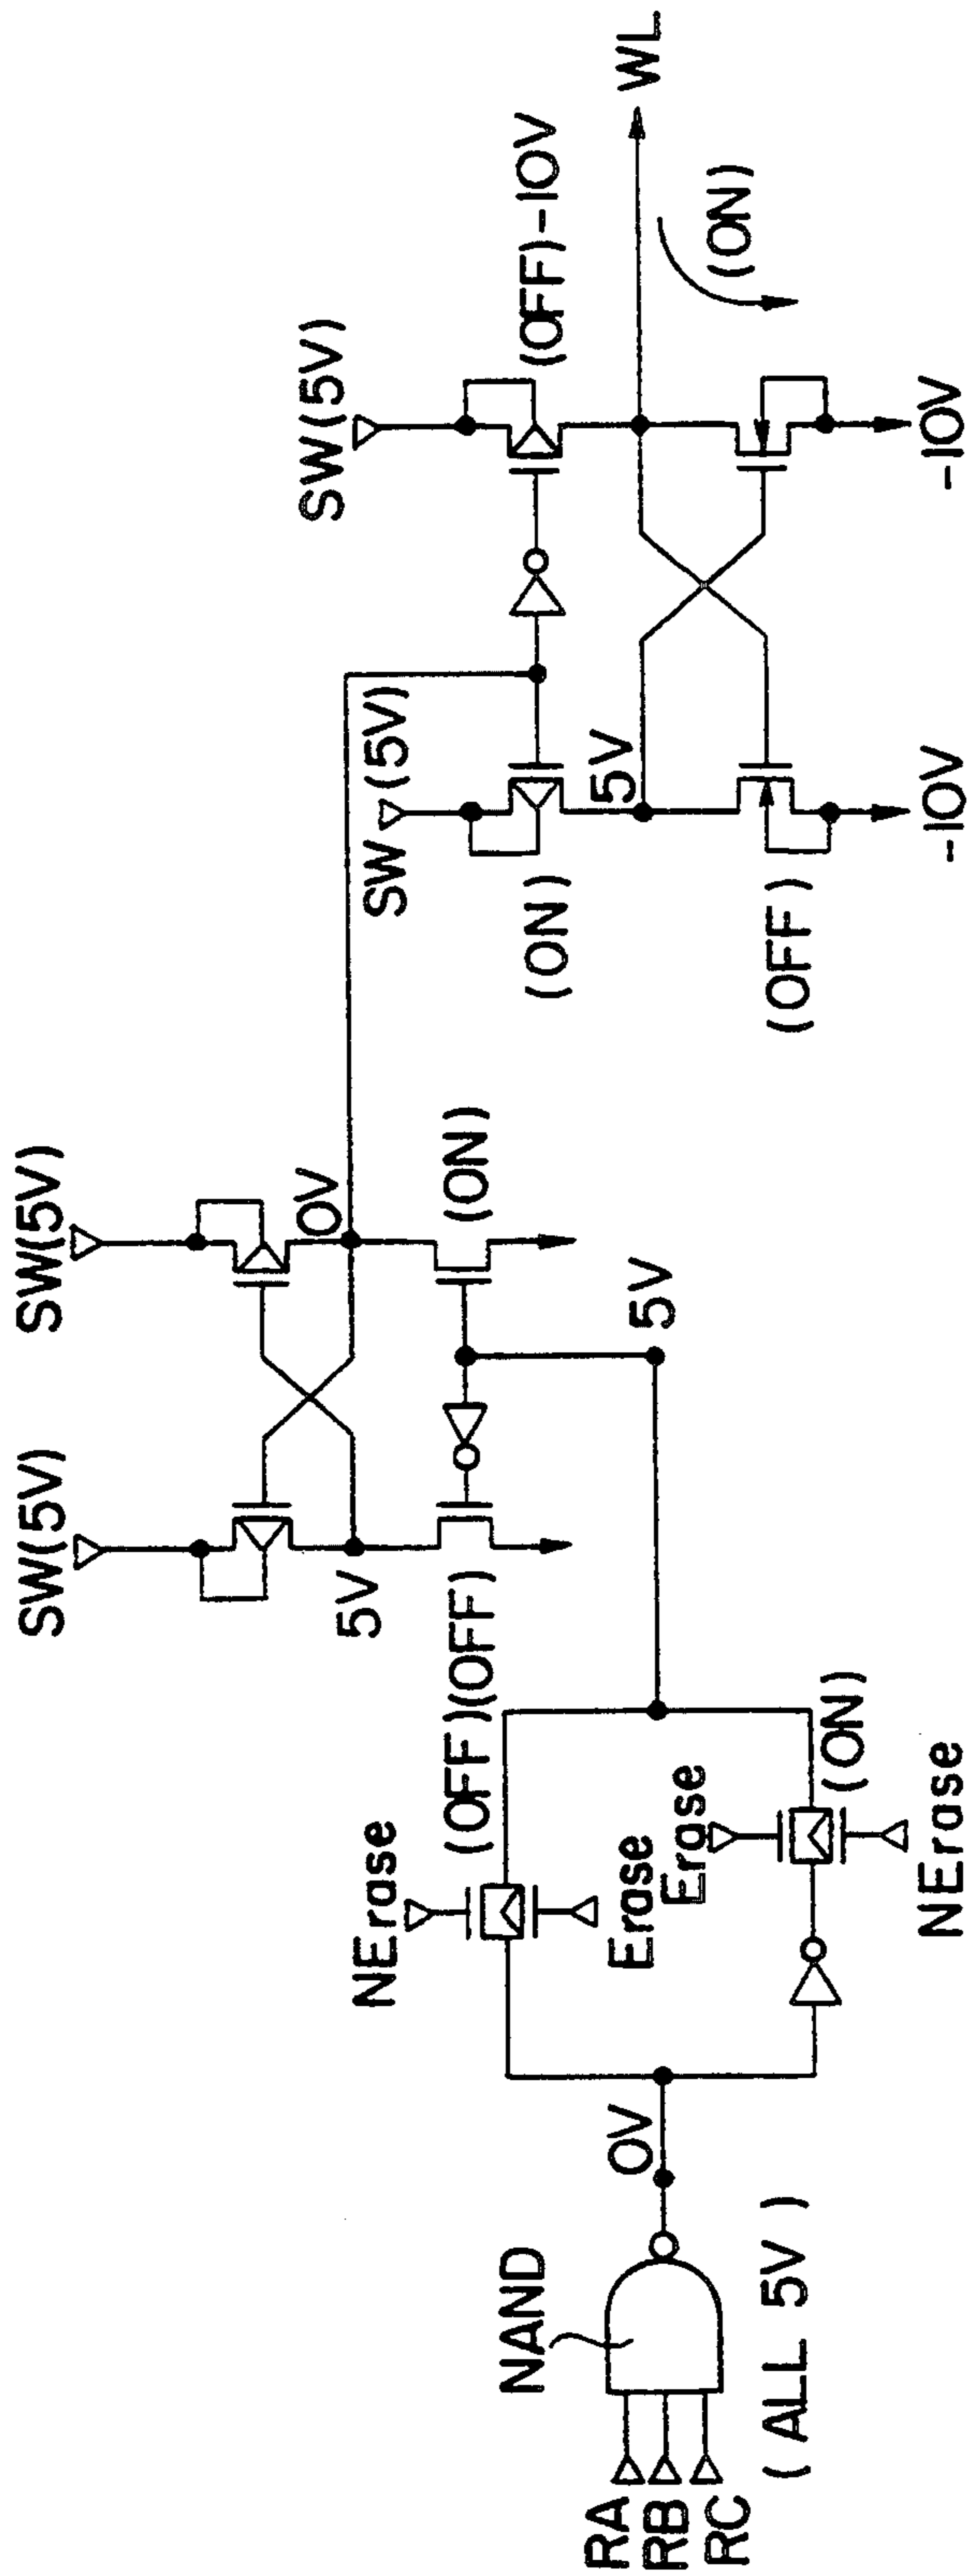 RA
RB
RC
NAND
(ALL 5V)
0V
NErase
(OFF)
Erase
Erase
(ON)
NErase
5V
SW(5V)
SW(5V)
5V
0V
(OFF)
(ON)
SW(5V)
SW(5V)
(ON)
5V
(OFF)
(OFF)-10V
WL
(ON)
-10V
-10V